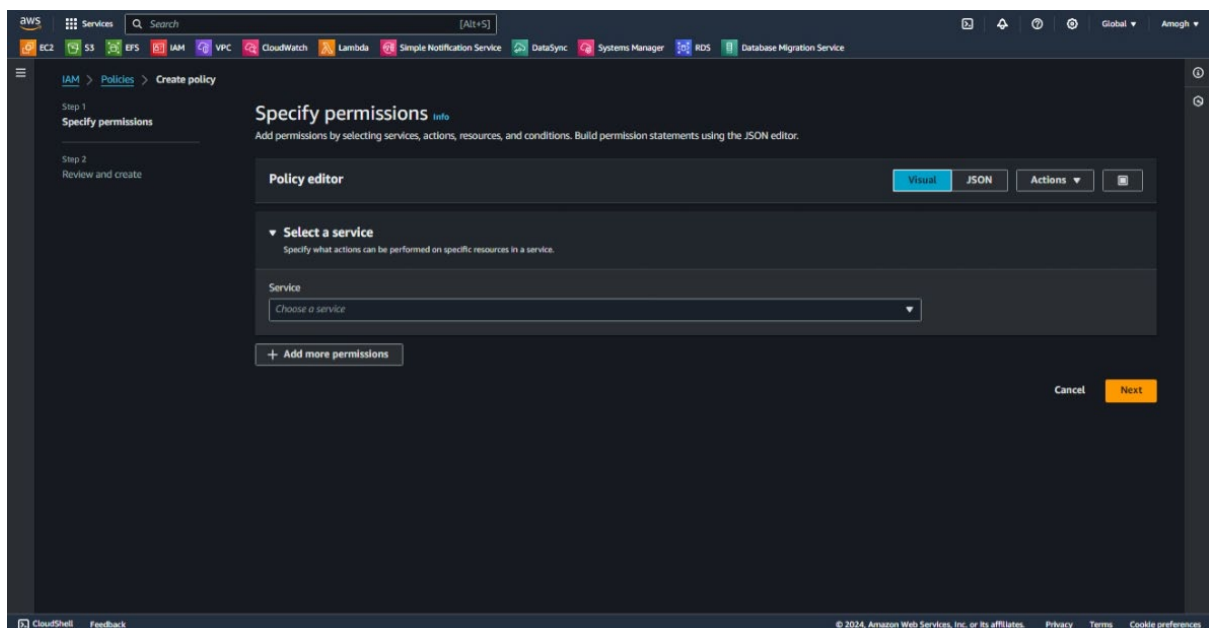 aws Services Search [Alt+S] Global Amogh
EC2 S3 EFS IAM VPC CloudWatch Lambda Simple Notification Service DataSync Systems Manager RDS Database Migration Service
IAM > Policies > Create policy
Step 1
Specify permissions
Step 2
Review and create
Specify permissions Info
Add permissions by selecting services, actions, resources, and conditions. Build permission statements using the JSON editor.
Policy editor Visual JSON Actions
Select a service
Specify what actions can be performed on specific resources in a service.
Service
Choose a service
+ Add more permissions
Cancel Next
CloudShell Feedback © 2024, Amazon Web Services, Inc. or its affiliates. Privacy Terms Cookie preferences